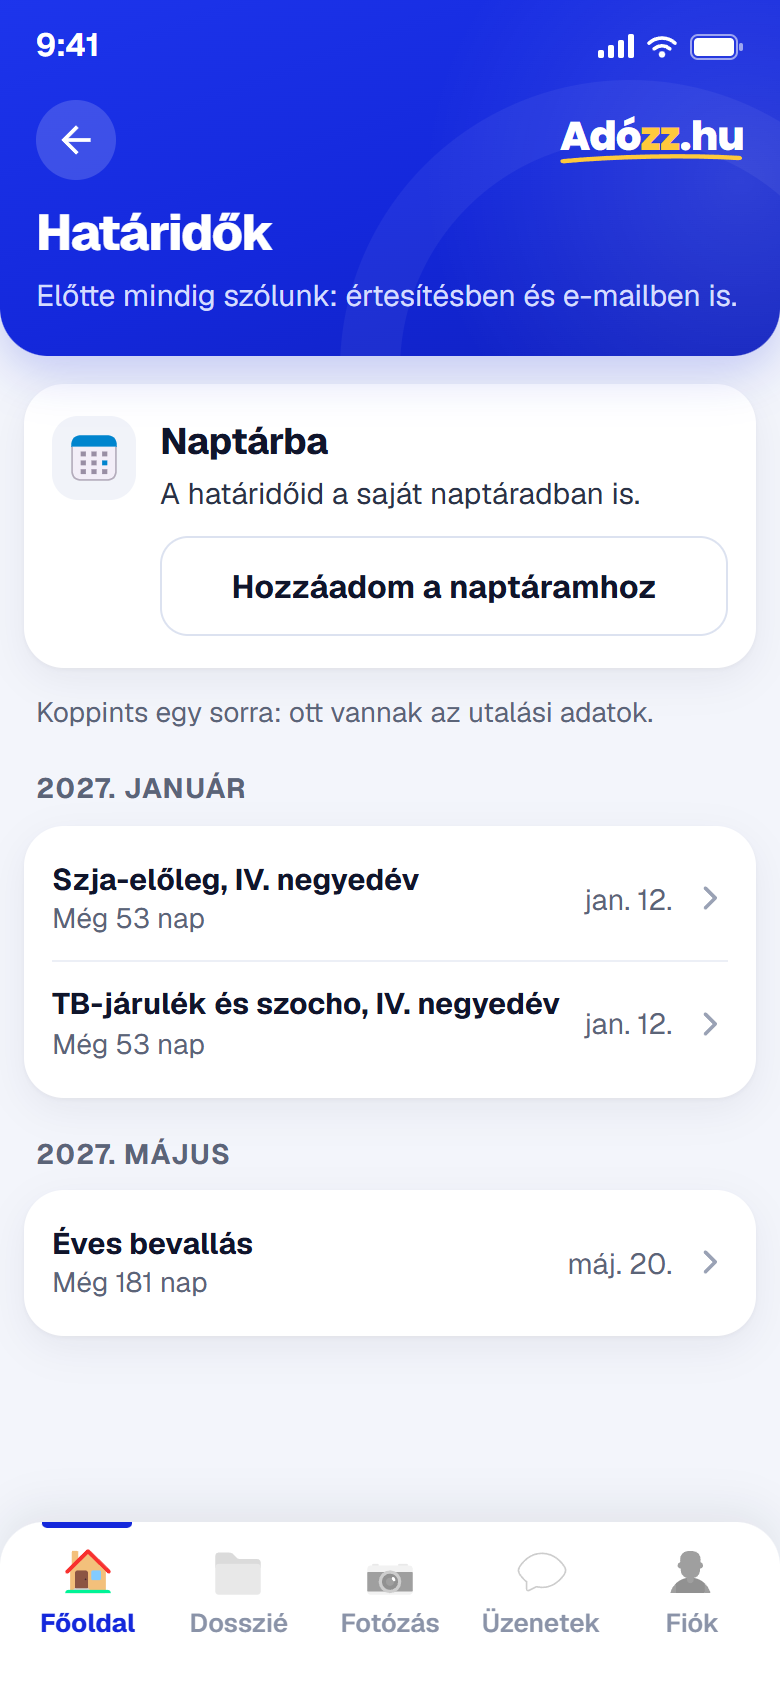 9:41
Adózz.hu
Határidők
Előtte mindig szólunk: értesítésben és e-mailben is.
Naptárba
A határidőid a saját naptáradban is.
Hozzáadom a naptáramhoz
Koppints egy sorra: ott vannak az utalási adatok.
2027. JANUÁR
Szja-előleg, IV. negyedév
Még 53 nap
jan. 12.
TB-járulék és szocho, IV. negyedév
Még 53 nap
jan. 12.
2027. MÁJUS
Éves bevallás
Még 181 nap
máj. 20.
Főoldal
Dosszié
Fotózás
Üzenetek
Fiók